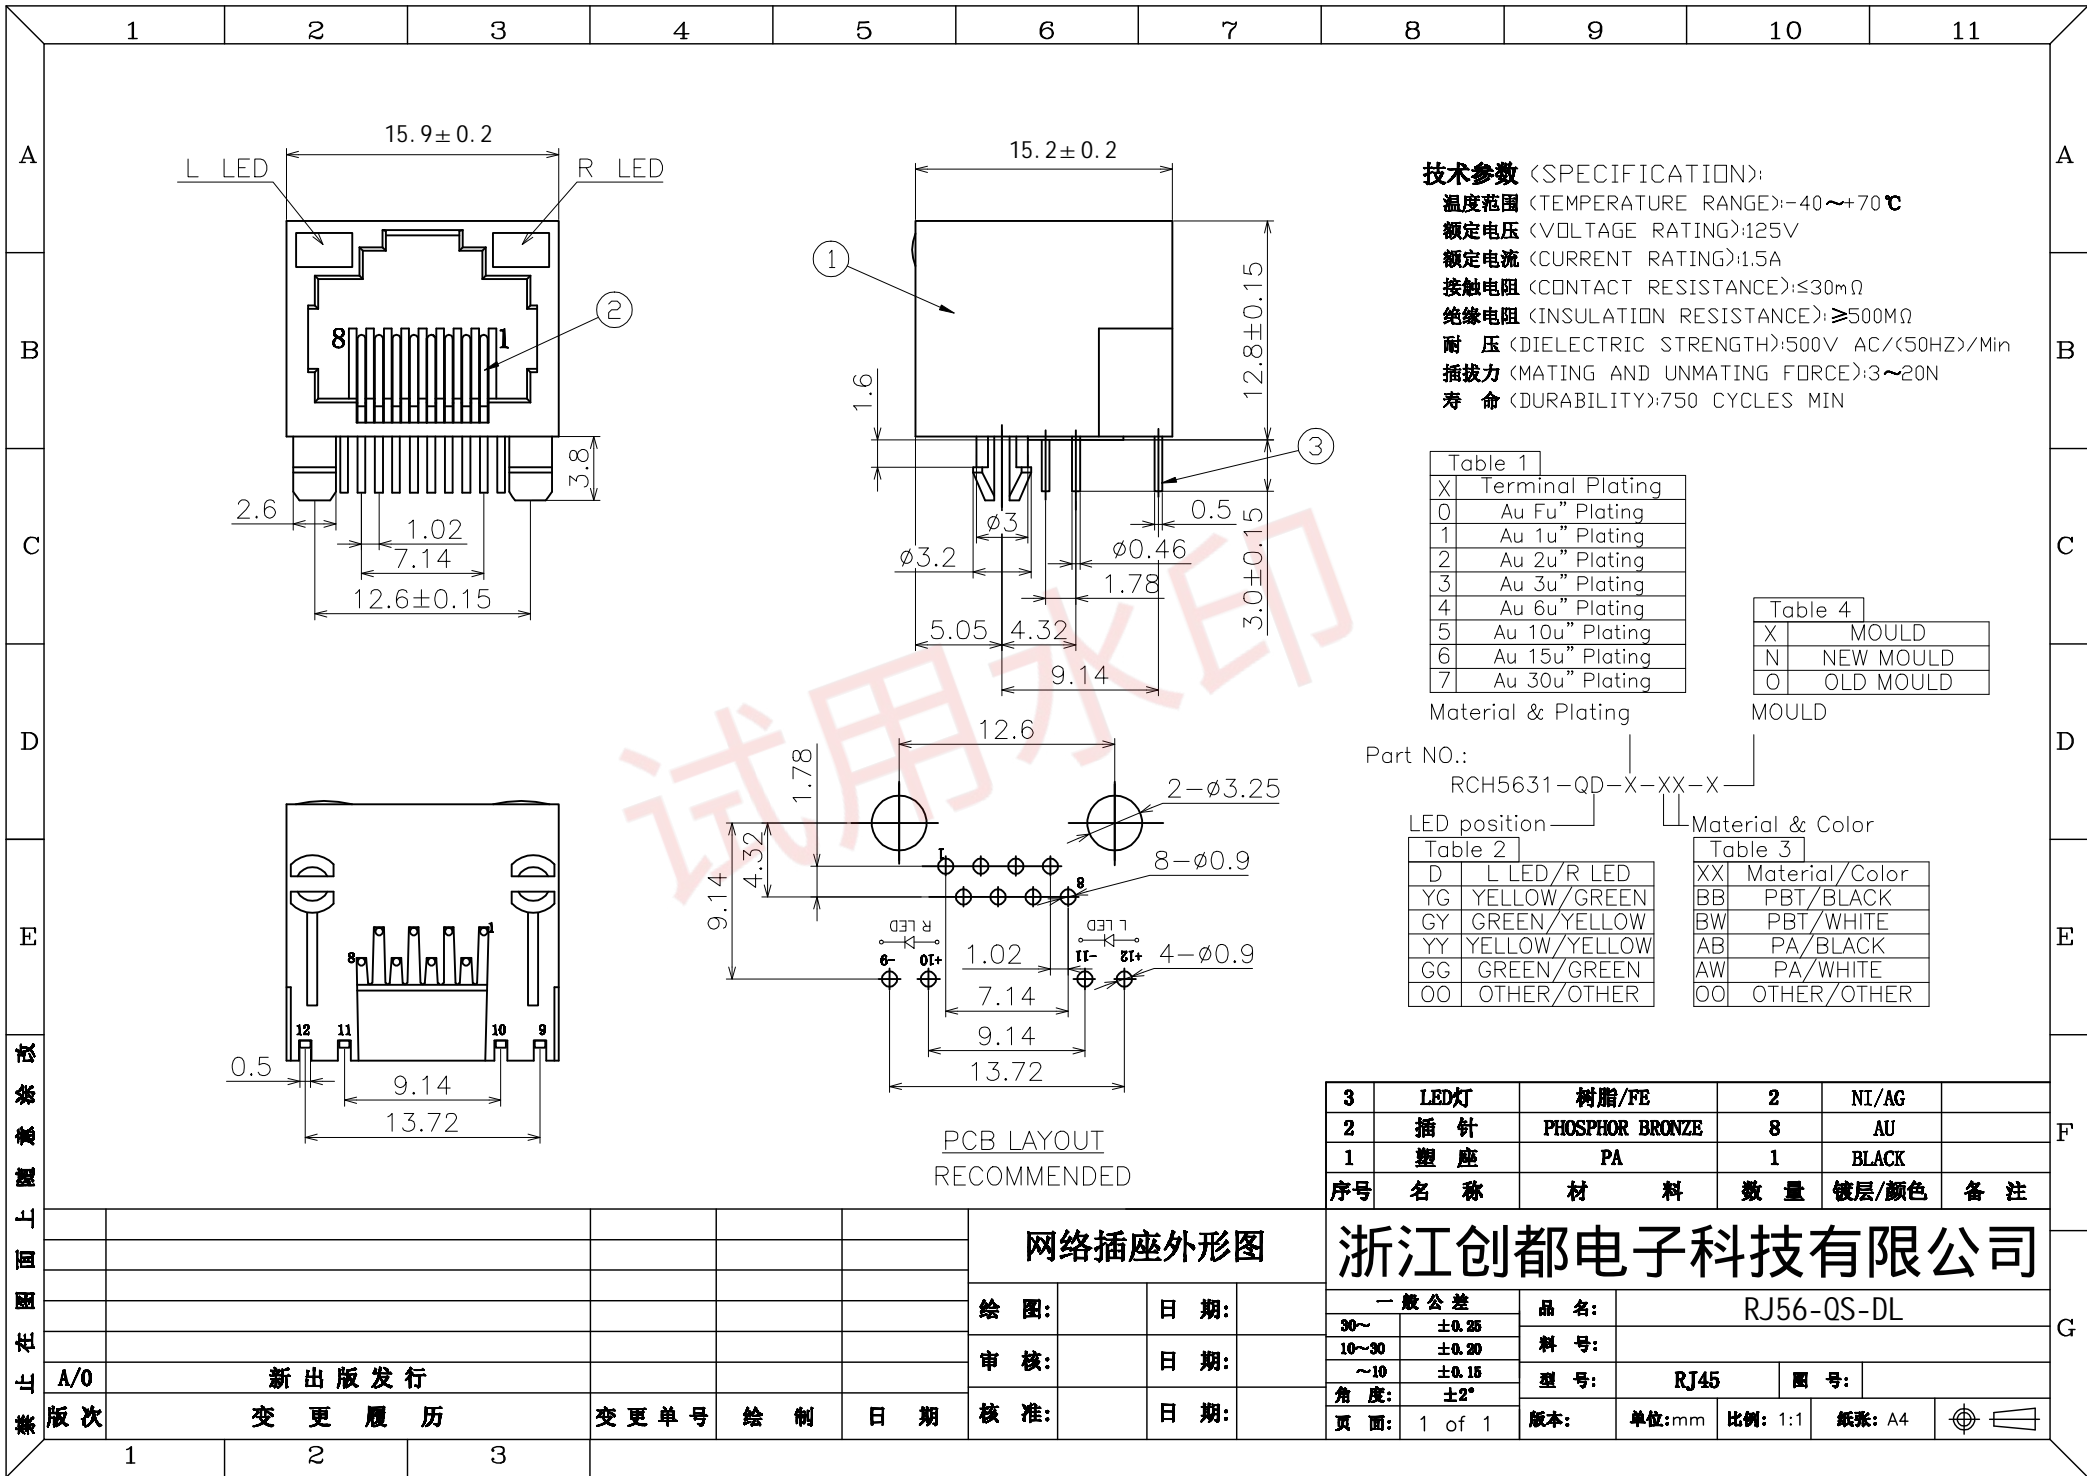 1 2 3 4 5 6 7 8 9 10 11
A
B
C
D
E
F
G
禁止在图面上随意涂改
15.9±0.2
L LED
R LED
8
1
2
3.8
2.6
1.02
7.14
12.6±0.15
15.2±0.2
1
12.8±0.15
1.6
3
ø3
0.5
ø3.2
ø0.46
1.78
3.0±0.15
5.05
4.32
9.14
技术参数 (SPECIFICATION):
温度范围 (TEMPERATURE RANGE):-40～+70℃
额定电压 (VOLTAGE RATING):125V
额定电流 (CURRENT RATING):1.5A
接触电阻 (CONTACT RESISTANCE):≤30mΩ
绝缘电阻 (INSULATION RESISTANCE):≥500MΩ
耐 压 (DIELECTRIC STRENGTH):500V AC/(50HZ)/Min
插拔力 (MATING AND UNMATING FORCE):3～20N
寿 命 (DURABILITY):750 CYCLES MIN
Table 1
X Terminal Plating
0 Au Fu" Plating
1 Au 1u" Plating
2 Au 2u" Plating
3 Au 3u" Plating
4 Au 6u" Plating
5 Au 10u" Plating
6 Au 15u" Plating
7 Au 30u" Plating
Material & Plating
Table 4
X MOULD
N NEW MOULD
O OLD MOULD
MOULD
Part NO.:
RCH5631-QD-X-XX-X
LED position
Material & Color
Table 2
D L LED/R LED
YG YELLOW/GREEN
GY GREEN/YELLOW
YY YELLOW/YELLOW
GG GREEN/GREEN
OO OTHER/OTHER
Table 3
XX Material/Color
BB PBT/BLACK
BW PBT/WHITE
AB PA/BLACK
AW PA/WHITE
OO OTHER/OTHER
试用水印
8
1
12 11 10 9
0.5
9.14
13.72
12.6
1.78
4.32
9.14
2-ø3.25
8-ø0.9
4-ø0.9
1
8
R LED
L LED
9-
+10
-11
+12
1.02
7.14
9.14
13.72
PCB LAYOUT
RECOMMENDED
3 LED灯 树脂/FE 2 NI/AG
2 插 针 PHOSPHOR BRONZE 8 AU
1 塑 座 PA 1 BLACK
序号 名 称 材 料 数 量 镀层/颜色 备 注
网络插座外形图
浙江创都电子科技有限公司
绘 图: 日 期:
审 核: 日 期:
核 准: 日 期:
一 般 公 差
30～ ±0.25
10～30 ±0.20
～10 ±0.15
角 度: ±2°
页 面: 1 of 1
品 名: RJ56-QS-DL
料 号:
型 号: RJ45 图 号:
版本: 单位:mm 比例: 1:1 纸张: A4
A/0 新 出 版 发 行
版 次 变 更 履 历 变 更 单 号 绘 制 日 期
1 2 3